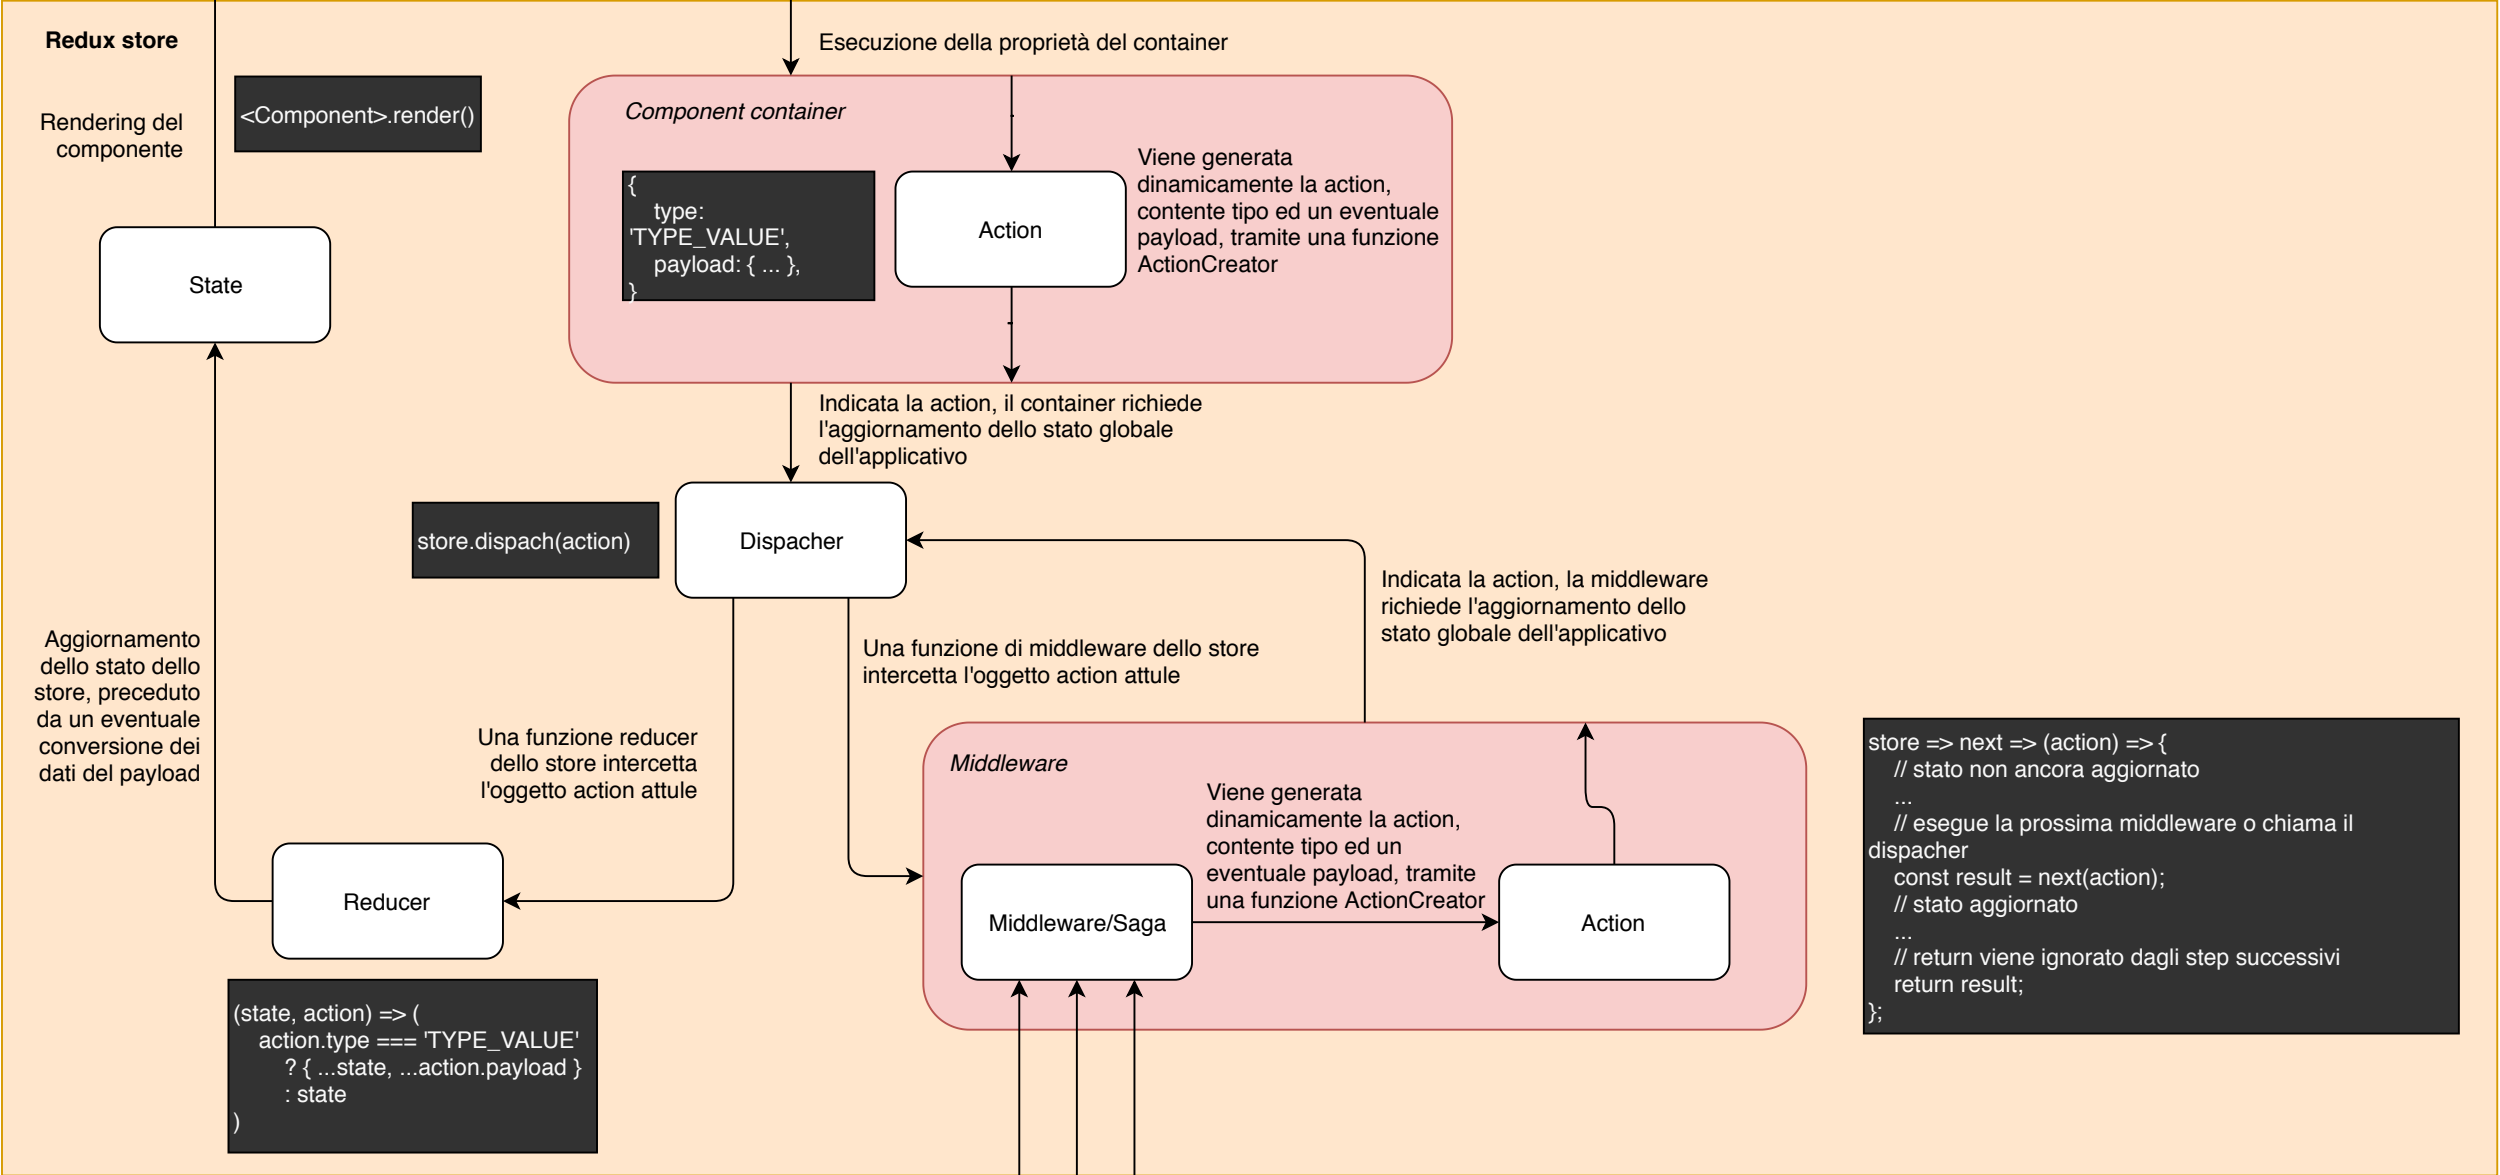 Redux store
Esecuzione della proprietà del container
<Component>.render()
Rendering del
componente
Component container
{
type:
'TYPE_VALUE',
payload: { ... },
}
Action
Viene generata
dinamicamente la action,
contente tipo ed un eventuale
payload, tramite una funzione
ActionCreator
State
Indicata la action, il container richiede
l'aggiornamento dello stato globale
dell'applicativo
store.dispach(action)
Dispacher
Indicata la action, la middleware
richiede l'aggiornamento dello
stato globale dell'applicativo
Aggiornamento
dello stato dello
store, preceduto
da un eventuale
conversione dei
dati del payload
Una funzione di middleware dello store
intercetta l'oggetto action attule
Una funzione reducer
dello store intercetta
l'oggetto action attule
Middleware
Viene generata
dinamicamente la action,
contente tipo ed un
eventuale payload, tramite
una funzione ActionCreator
Middleware/Saga
Action
store => next => (action) => {
// stato non ancora aggiornato
...
// esegue la prossima middleware o chiama il
dispacher
const result = next(action);
// stato aggiornato
...
// return viene ignorato dagli step successivi
return result;
};
Reducer
(state, action) => (
action.type === 'TYPE_VALUE'
? { ...state, ...action.payload }
: state
)